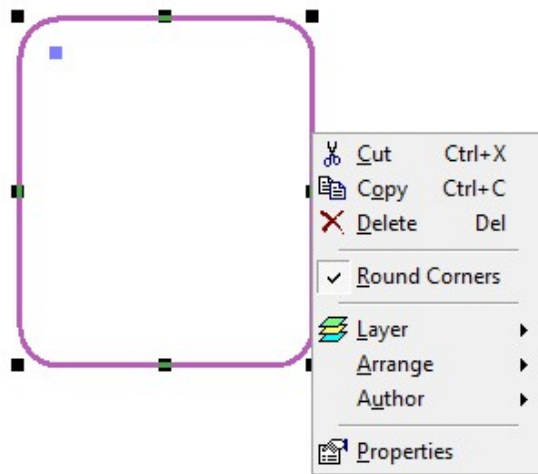 Cut Ctrl+X
Copy Ctrl+C
Delete Del
Round Corners
Layer
Arrange
Author
Properties